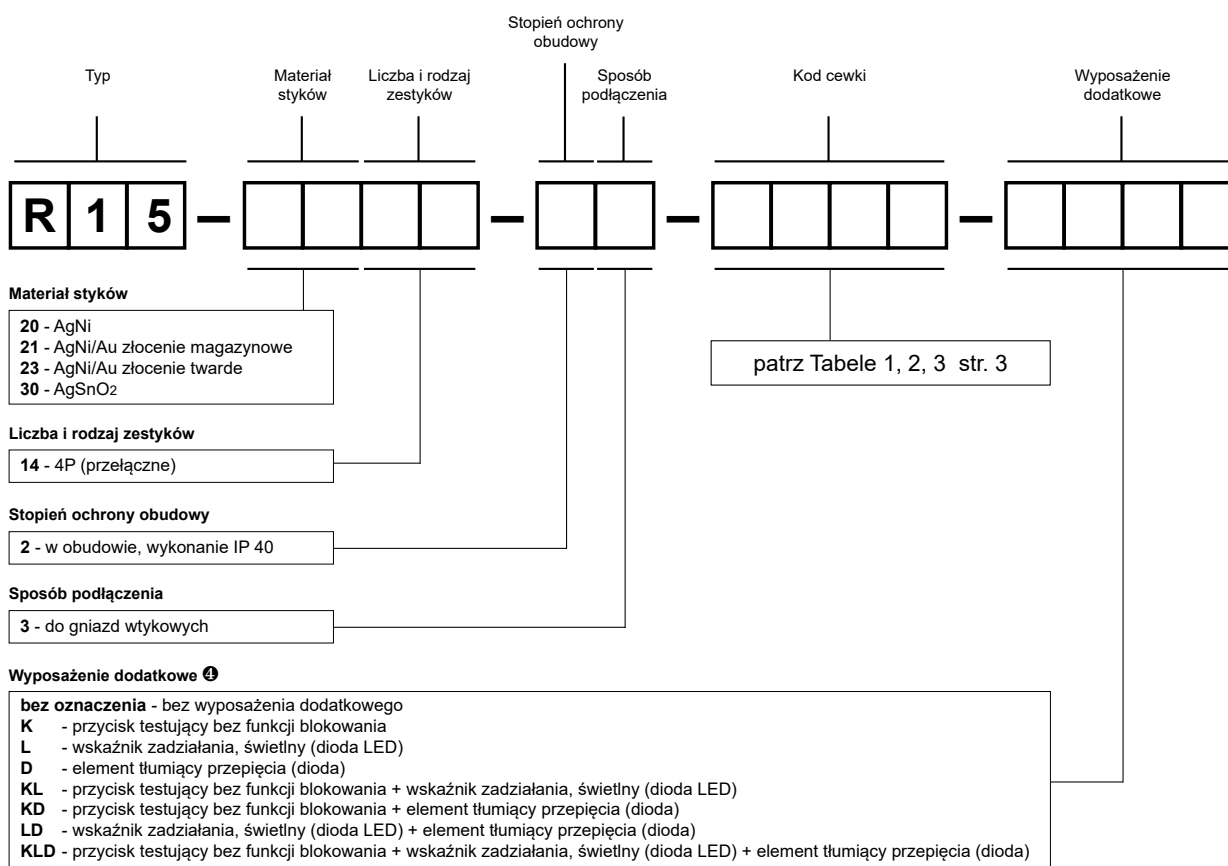 Stopień ochrony
obudowy
Typ
Materiał
styków
Liczba i rodzaj
zestyków
Sposób
podłączenia
Kod cewki
Wyposażenie
dodatkowe
R 1 5 – – – –
Materiał styków
20 - AgNi
21 - AgNi/Au złocenie magazynowe
23 - AgNi/Au złocenie twarde
30 - AgSnO2
patrz Tabele 1, 2, 3 str. 3
Liczba i rodzaj zestyków
14 - 4P (przełączne)
Stopień ochrony obudowy
2 - w obudowie, wykonanie IP 40
Sposób podłączenia
3 - do gniazd wtykowych
Wyposażenie dodatkowe ❹
bez oznaczenia - bez wyposażenia dodatkowego
K - przycisk testujący bez funkcji blokowania
L - wskaźnik zadziałania, świetlny (dioda LED)
D - element tłumiący przepięcia (dioda)
KL - przycisk testujący bez funkcji blokowania + wskaźnik zadziałania, świetlny (dioda LED)
KD - przycisk testujący bez funkcji blokowania + element tłumiący przepięcia (dioda)
LD - wskaźnik zadziałania, świetlny (dioda LED) + element tłumiący przepięcia (dioda)
KLD - przycisk testujący bez funkcji blokowania + wskaźnik zadziałania, świetlny (dioda LED) + element tłumiący przepięcia (dioda)